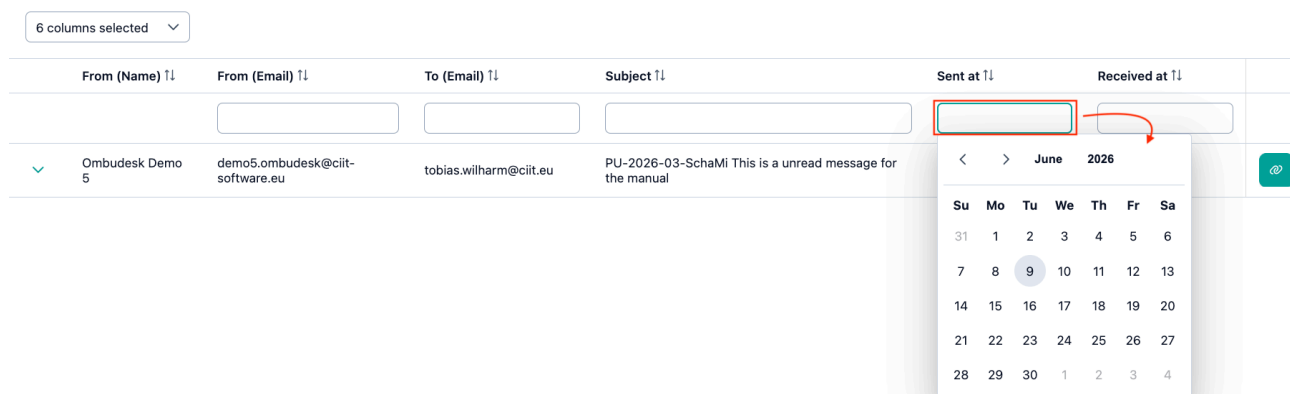 6 columns selected
From (Name) From (Email) To (Email) Subject Sent at Received at
Ombudesk Demo 5
demo5.ombudesk@ciit-software.eu
tobias.wilharm@ciit.eu
PU-2026-03-SchaMi This is a unread message for the manual
June 2026
Su Mo Tu We Th Fr Sa
31 1 2 3 4 5 6
7 8 9 10 11 12 13
14 15 16 17 18 19 20
21 22 23 24 25 26 27
28 29 30 1 2 3 4